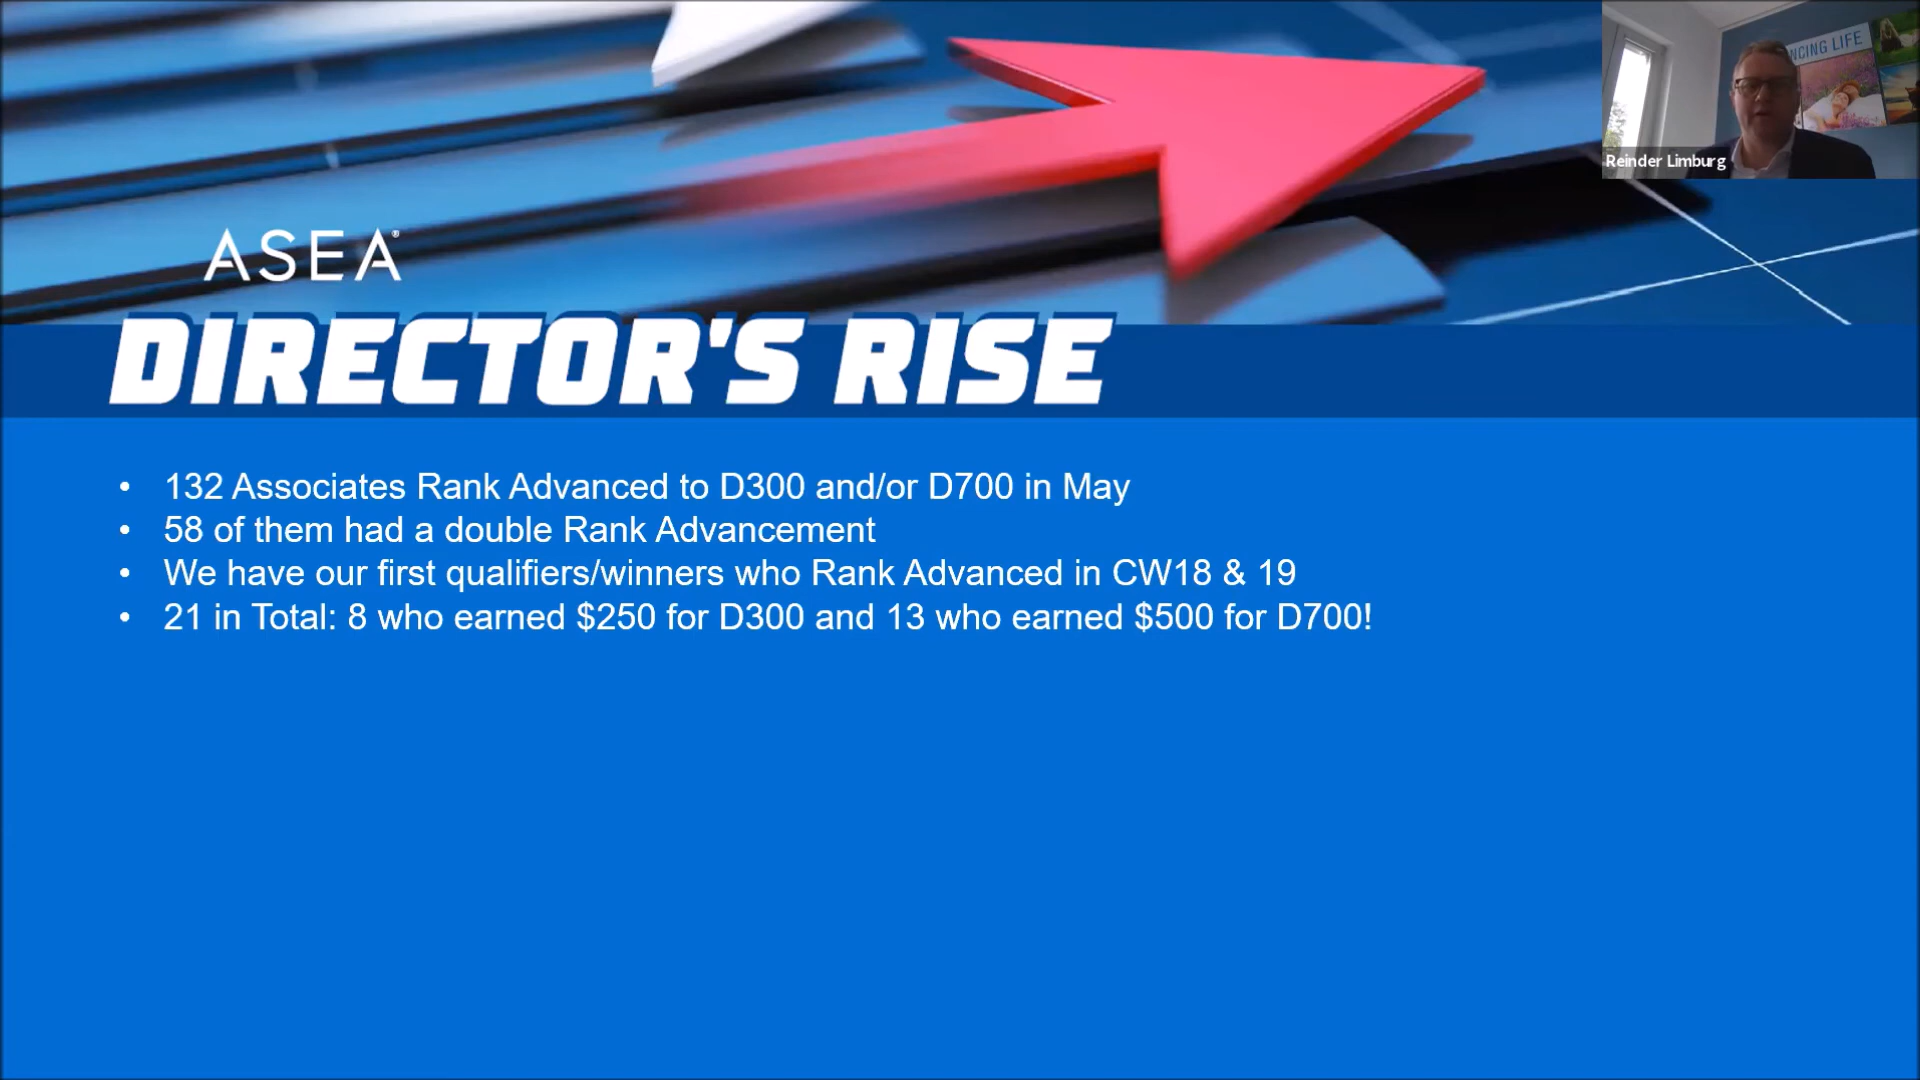 NCING LIFE
Reinder Limburg
ASEA®
DIRECTOR'S RISE
• 132 Associates Rank Advanced to D300 and/or D700 in May
• 58 of them had a double Rank Advancement
• We have our first qualifiers/winners who Rank Advanced in CW18 & 19
• 21 in Total: 8 who earned $250 for D300 and 13 who earned $500 for D700!